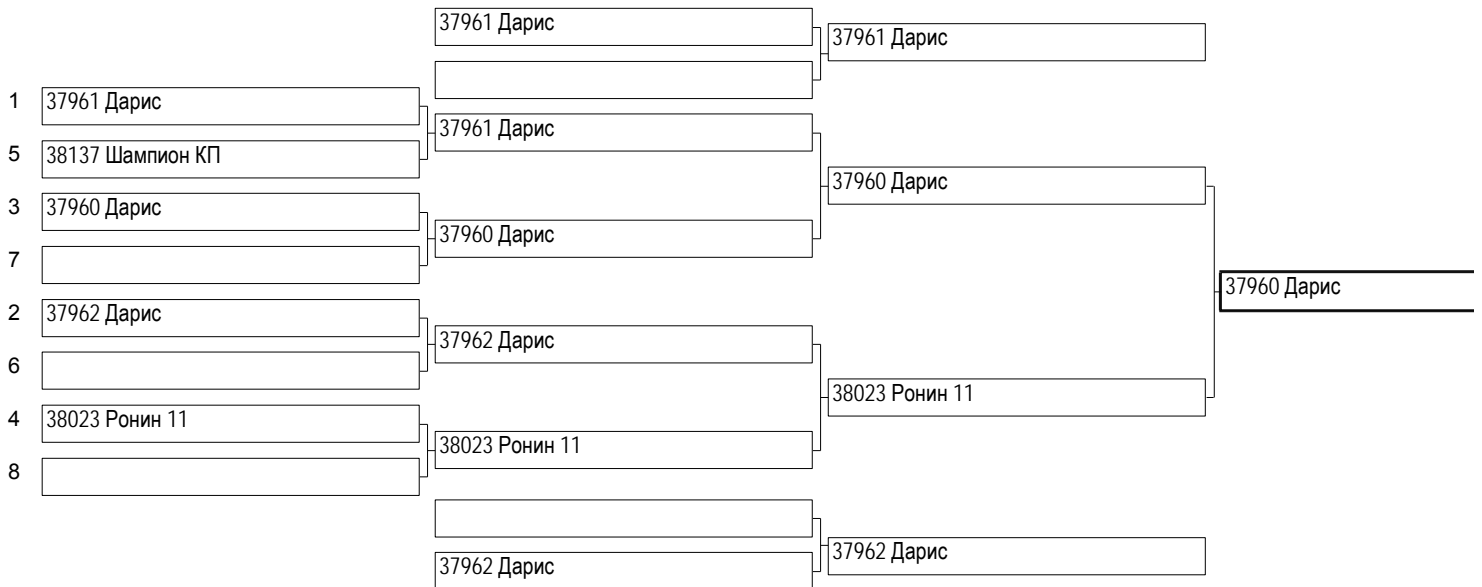 37961 Дарис
37961 Дарис
1 37961 Дарис
37961 Дарис
5 38137 Шампион КП
37960 Дарис
3 37960 Дарис
37960 Дарис
7
37960 Дарис
2 37962 Дарис
37962 Дарис
6
38023 Ронин 11
4 38023 Ронин 11
38023 Ронин 11
8
37962 Дарис
37962 Дарис